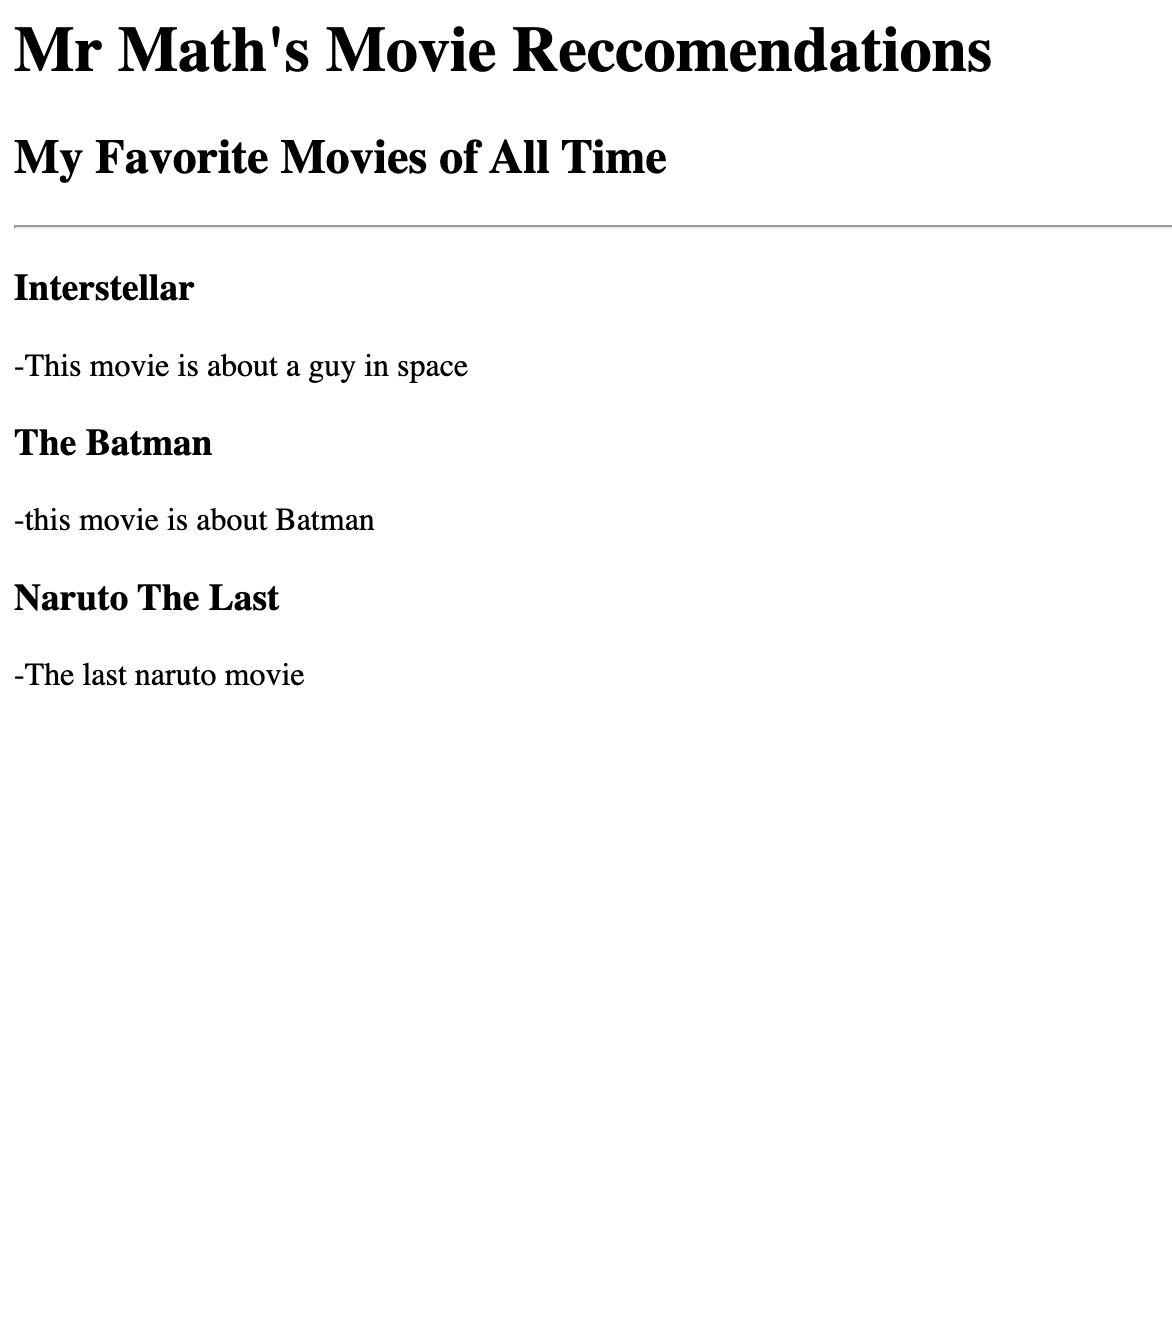 Mr Math's Movie Reccomendations
My Favorite Movies of All Time
Interstellar
-This movie is about a guy in space
The Batman
-this movie is about Batman
Naruto The Last
-The last naruto movie